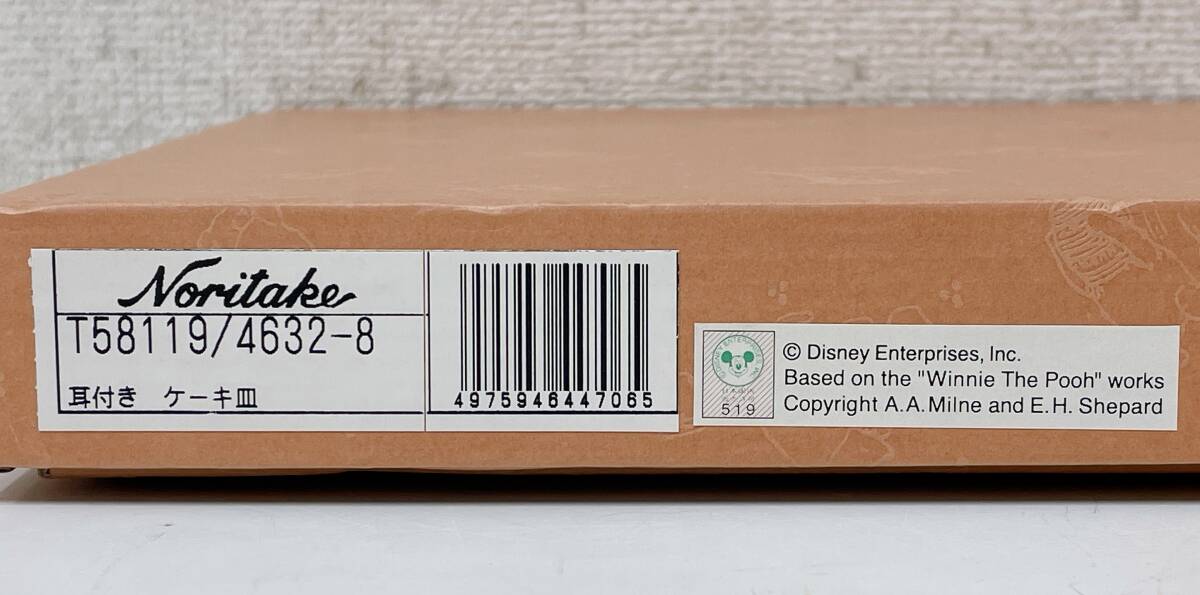 Noritake
T58119/4632-8
耳付き ケーキ皿
4975946447065
519
© Disney Enterprises, Inc.
Based on the "Winnie The Pooh" works
Copyright A.A.Milne and E.H. Shepard